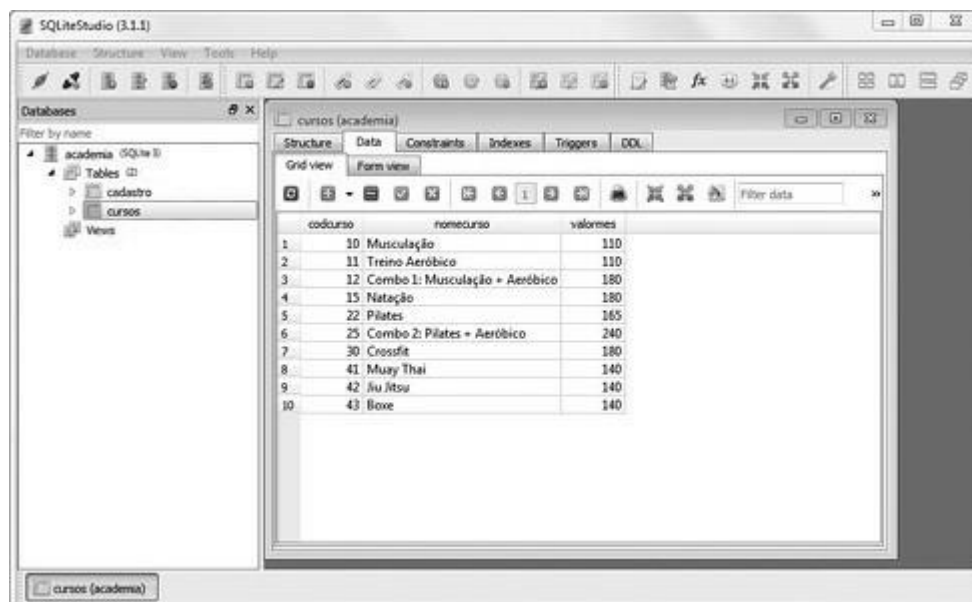 SQLiteStudio (3.1.1)
Database Structure View Tools Help
Databases
Filter by name
academia (SQLite 3)
Tables (2)
cadastro
cursos
Views
cursos (academia)
Structure Data Constraints Indexes Triggers DDL
Grid view Form view
1 Filter data »
codcurso nomecurso valormes
1 10 Musculação 110
2 11 Treino Aeróbico 110
3 12 Combo 1: Musculação + Aeróbico 180
4 15 Natação 180
5 22 Pilates 165
6 25 Combo 2: Pilates + Aeróbico 240
7 30 Crossfit 180
8 41 Muay Thai 140
9 42 Jiu Jitsu 140
10 43 Boxe 140
cursos (academia)